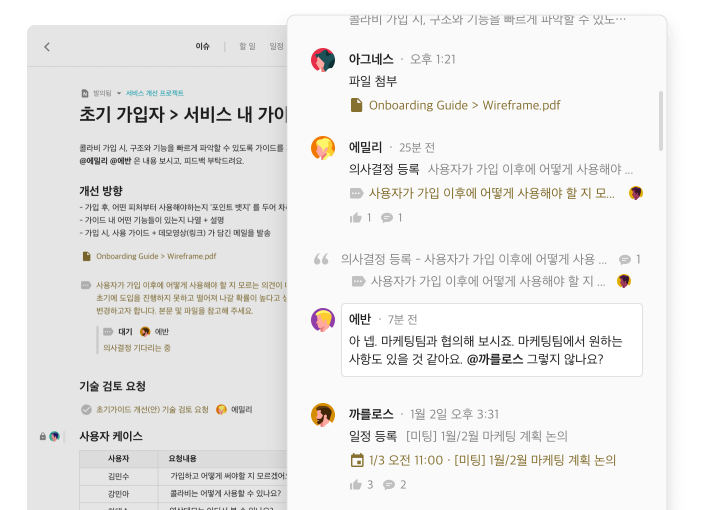 이슈 할 일 일정
발의됨 서비스 개선 프로젝트
초기 가입자 > 서비스 내 가이
콜라비 가입 시, 구조와 기능을 빠르게 파악할 수 있도록 가이드를
@에밀리 @에반 은 내용 보시고, 피드백 부탁드려요.
개선 방향
- 가입 후, 어떤 피쳐부터 사용해야하는지 '포인트 뱃지' 를 두어 차
- 가이드 내 어떤 기능들이 있는지 나열 + 설명
- 가입 시, 사용 가이드 + 데모영상(링크) 가 담긴 메일을 발송
Onboarding Guide > Wireframe.pdf
사용자가 가입 이후에 어떻게 사용해야 할 지 모르는 의견이
초기에 도입을 진행하지 못하고 떨어져 나갈 확률이 높다고
변경하고자 합니다. 본문 및 파일을 참고해 주세요.
대기 에반
의사결정 기다리는 중
기술 검토 요청
초기가이드 개선(안) 기술 검토 요청 에밀리
사용자 케이스
사용자 요청내용
김민수 가입하고 어떻게 써야할 지 모르겠어
강민아 콜라비는 어떻게 사용할 수 있나요?
콜라비 가입 시, 구조와 기능을 빠르게 파악할 수 있도…
아그네스 · 오후 1:21
파일 첨부
Onboarding Guide > Wireframe.pdf
에밀리 · 25분 전
의사결정 등록 사용자가 가입 이후에 어떻게 사용해야 ...
사용자가 가입 이후에 어떻게 사용해야 할 지 모...
1 1
의사결정 등록 - 사용자가 가입 이후에 어떻게 사용 ... 1
사용자가 가입 이후에 어떻게 사용해야 할 지 ...
에반 · 7분 전
아 넵. 마케팅팀과 협의해 보시죠. 마케팅팀에서 원하는
사항도 있을 것 같아요. @까를로스 그렇지 않나요?
까를로스 · 1월 2일 오후 3:31
일정 등록 [미팅] 1월/2월 마케팅 계획 논의
1/3 오전 11:00 · [미팅] 1월/2월 마케팅 계획 논의
3 2